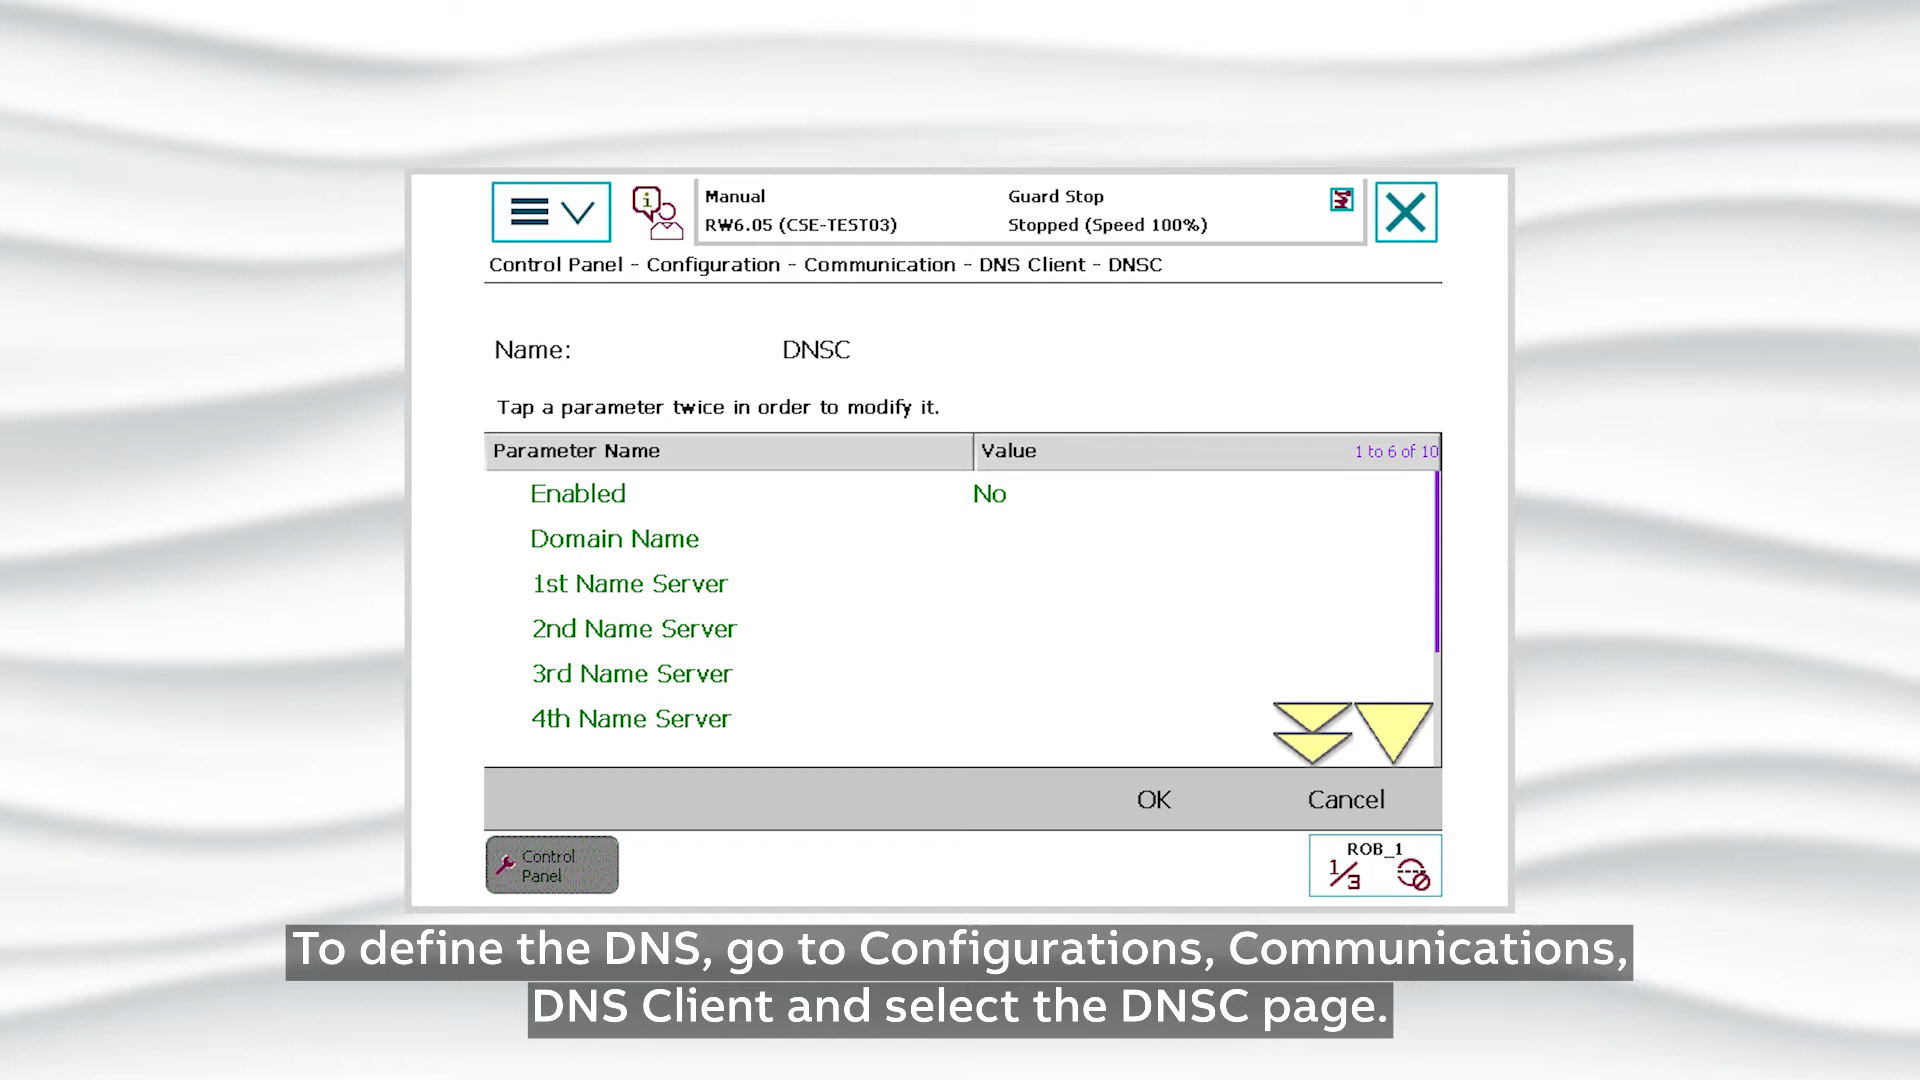 Manual
Guard Stop
RW6.05 (CSE-TEST03)
Stopped (Speed 100%)
Control Panel - Configuration - Communication - DNS Client - DNSC
Name: DNSC
Tap a parameter twice in order to modify it.
Parameter Name Value 1 to 6 of 10
Enabled No
Domain Name
1st Name Server
2nd Name Server
3rd Name Server
4th Name Server
OK Cancel
Control
Panel
ROB_1
1/3
To define the DNS, go to Configurations, Communications,
DNS Client and select the DNSC page.